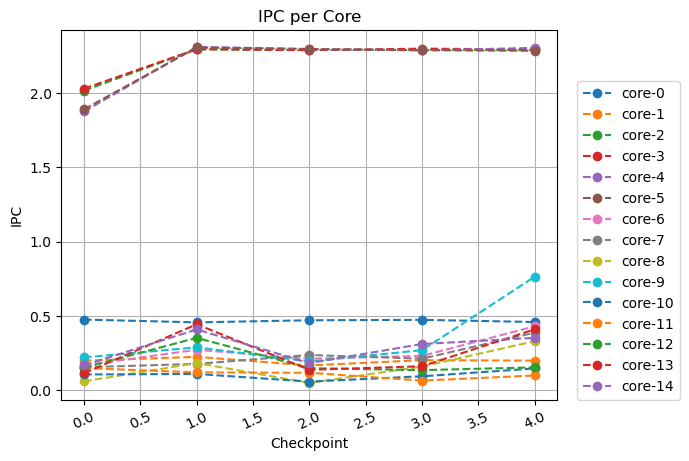 IPC per Core
IPC
2.0
1.5
1.0
0.5
0.0
0.0
0.5
1.0
1.5
2.0
2.5
3.0
3.5
4.0
Checkpoint
core-0
core-1
core-2
core-3
core-4
core-5
core-6
core-7
core-8
core-9
core-10
core-11
core-12
core-13
core-14